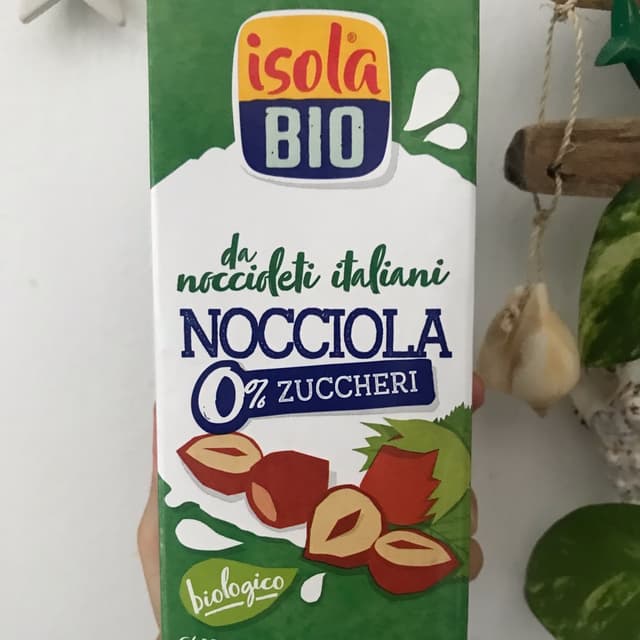 isola®
BIO
da
noccioleti italiani
NOCCIOLA
0% ZUCCHERI
biologico